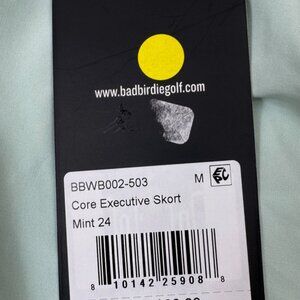 www.badbirdiegolf.com
BBWB002-503 M
Core Executive Skort
Mint 24
8 10142 25908 8